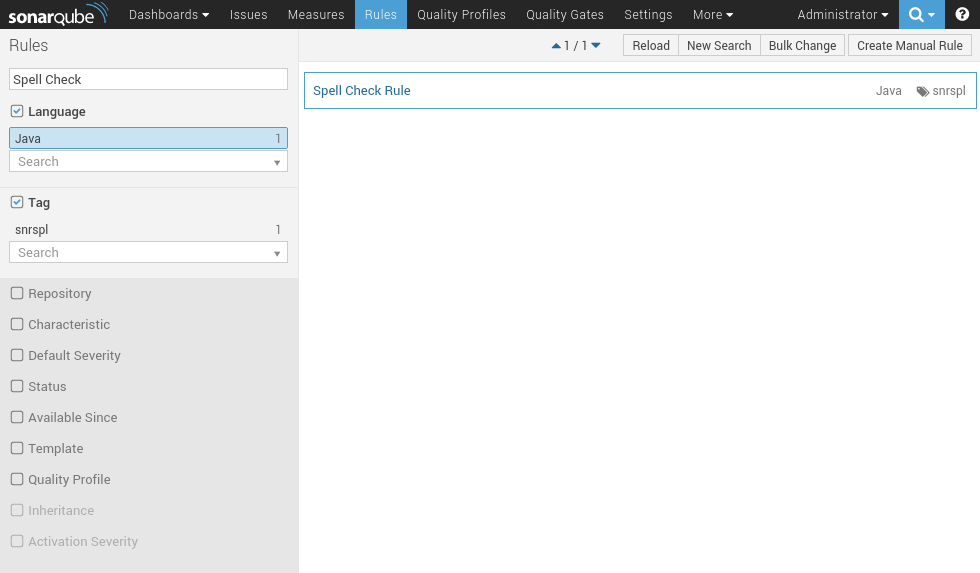 sonarqube Dashboards Issues Measures Rules Quality Profiles Quality Gates Settings More Administrator ?
Rules
1 / 1 Reload New Search Bulk Change Create Manual Rule
Spell Check
Spell Check Rule Java snrspl
Language
Java 1
Search
Tag
snrspl 1
Search
Repository
Characteristic
Default Severity
Status
Available Since
Template
Quality Profile
Inheritance
Activation Severity